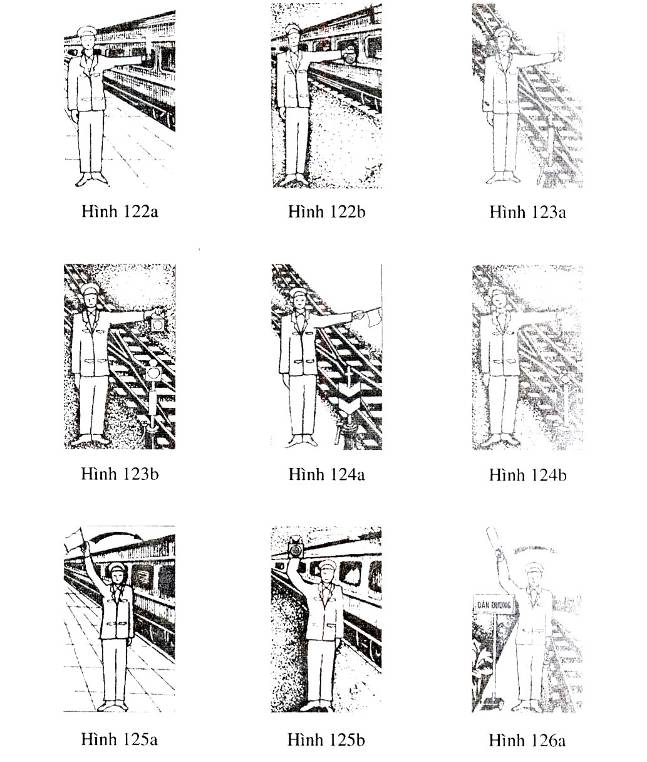 Hình 122a
Hình 122b
Hình 123a
Hình 123b
Hình 124a
Hình 124b
DẪN ĐƯỜNG
Hình 125a
Hình 125b
Hình 126a